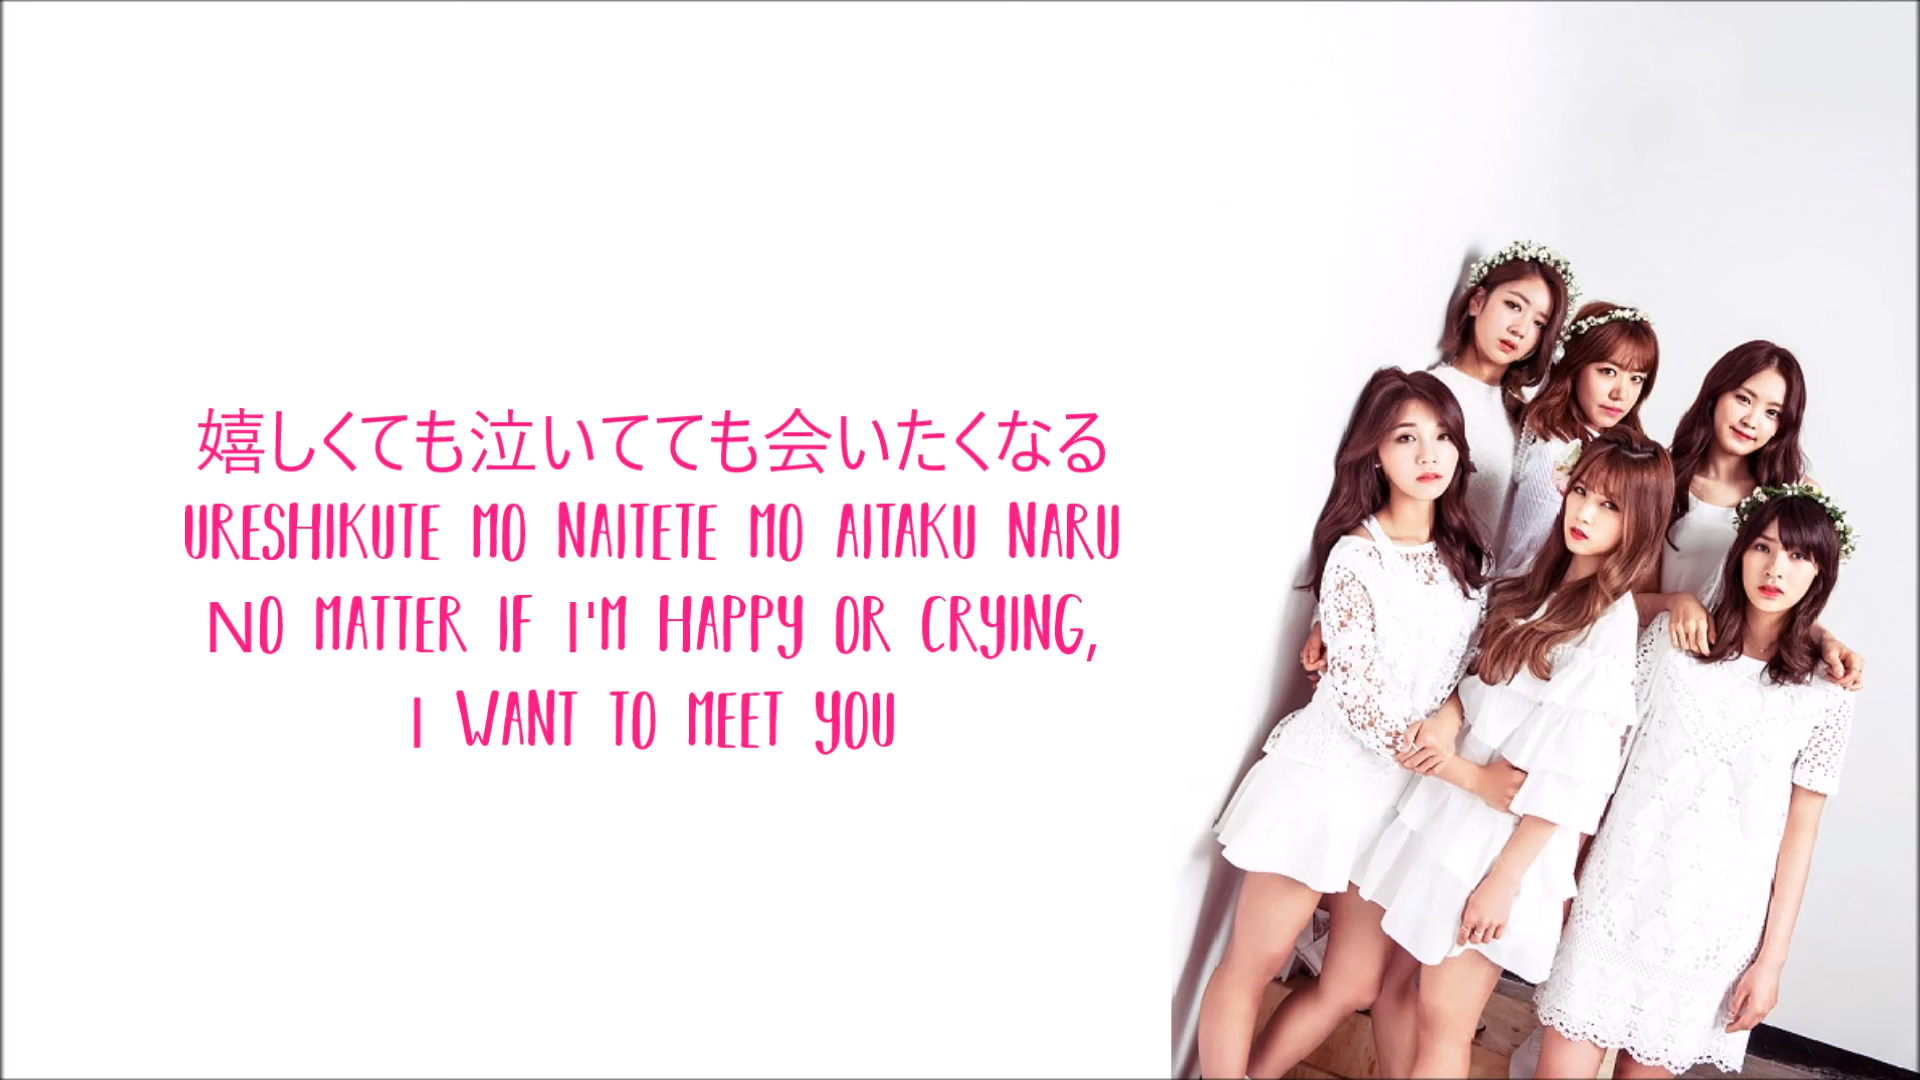 嬉しくても泣いてても会いたくなる
URESHIKUTE MO NAITETE MO AITAKU NARU
NO MATTER IF I'M HAPPY OR CRYING,
I WANT TO MEET YOU